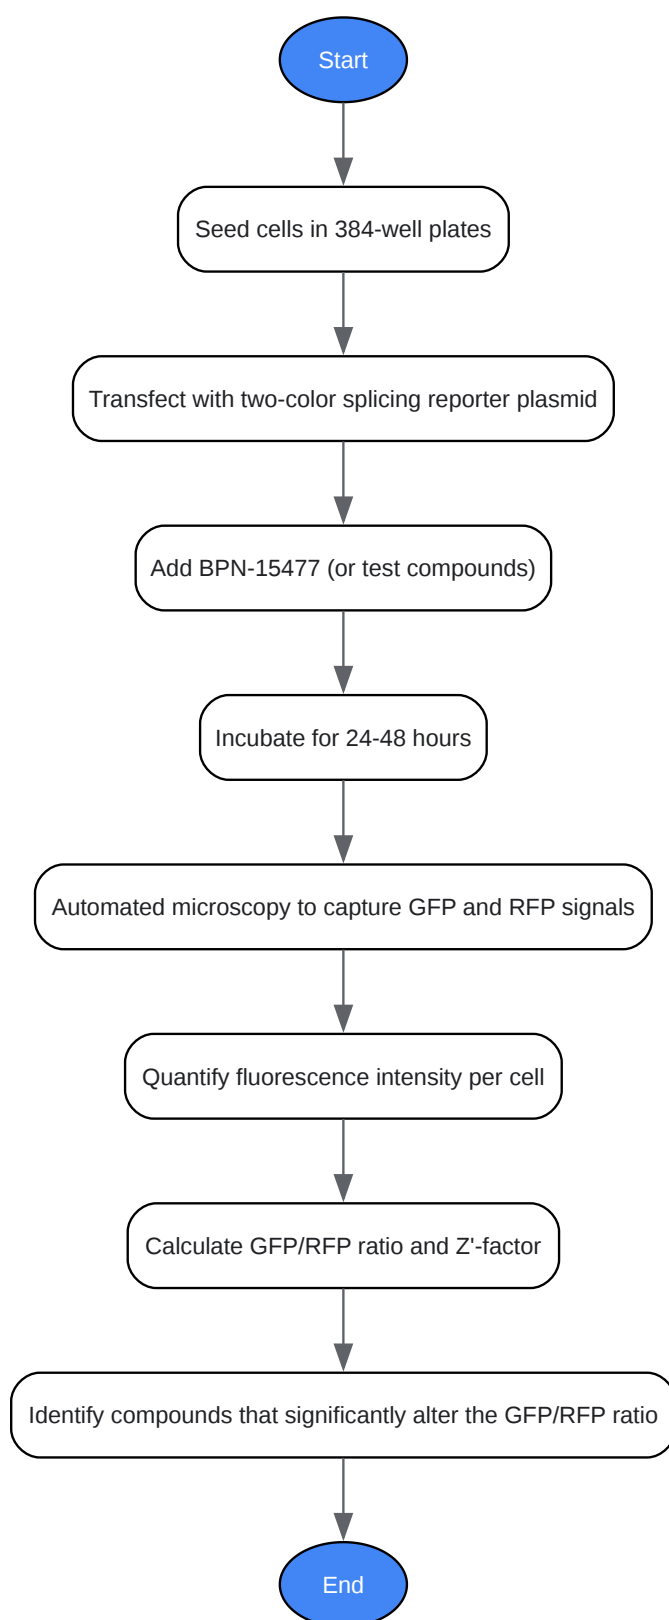 Start
Seed cells in 384-well plates
Transfect with two-color splicing reporter plasmid
Add BPN-15477 (or test compounds)
Incubate for 24-48 hours
Automated microscopy to capture GFP and RFP signals
Quantify fluorescence intensity per cell
Calculate GFP/RFP ratio and Z'-factor
Identify compounds that significantly alter the GFP/RFP ratio
End